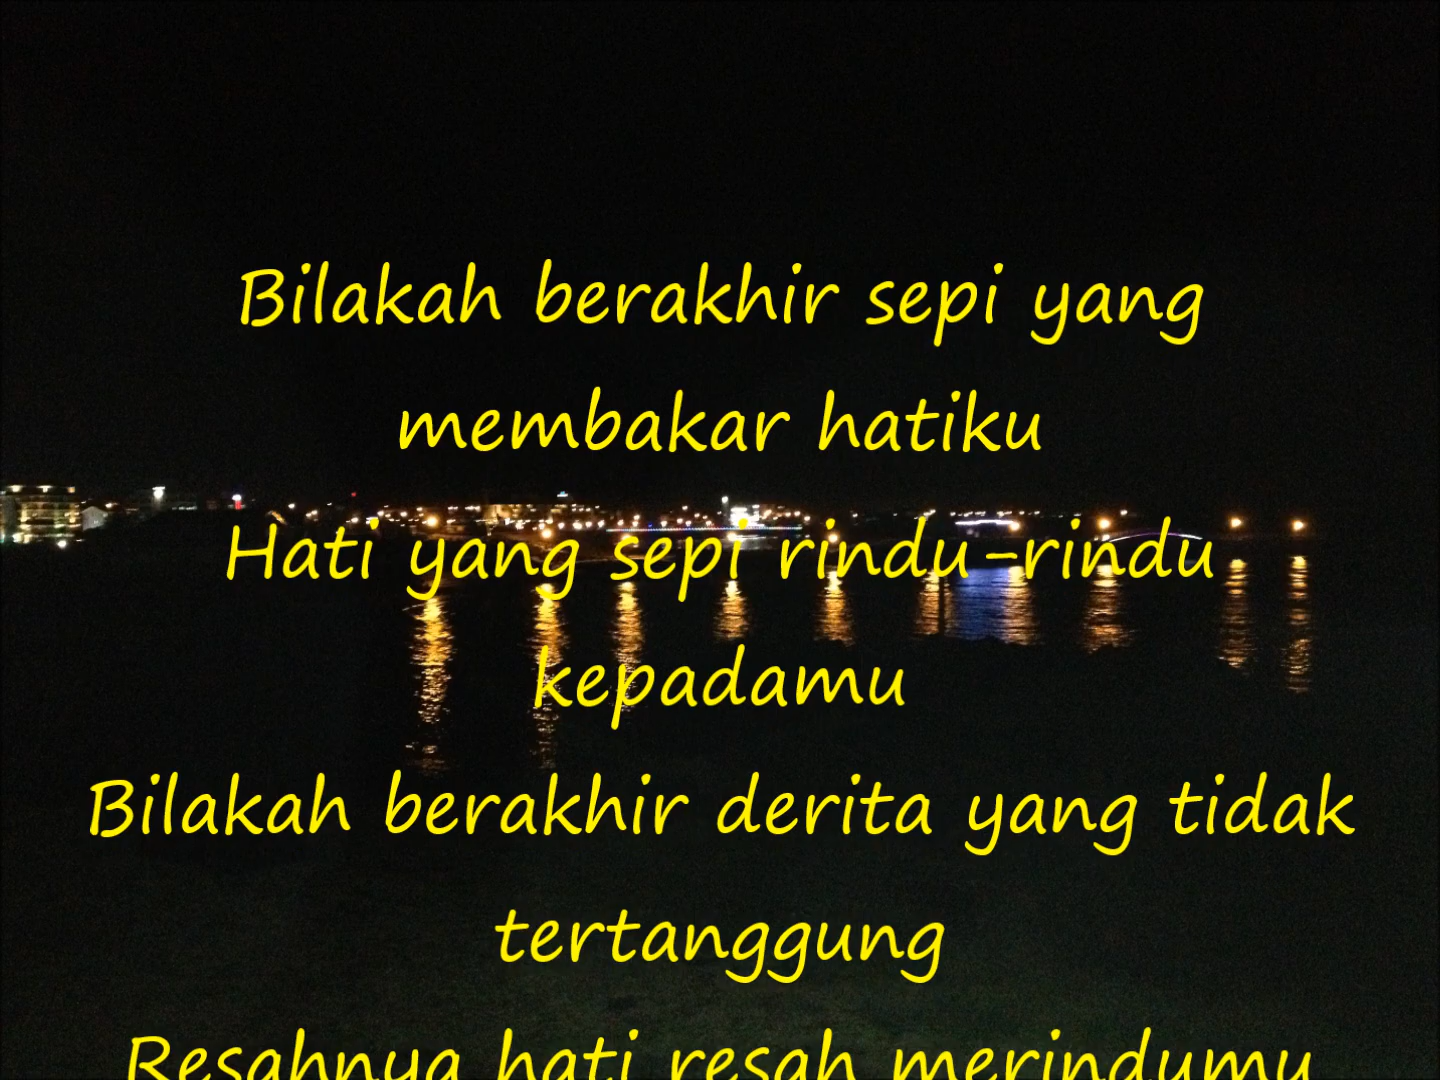 Bilakah berakhir sepi yang
membakar hatiku
Hati yang sepi rindu-rindu
kepadamu
Bilakah berakhir derita yang tidak
tertanggung
Resahnya hati resah merindumu